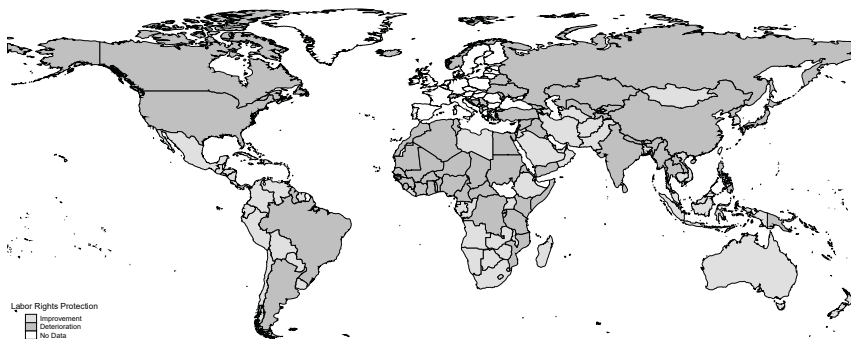 Labor Rights Protection
Improvement
Deterioration
No Data